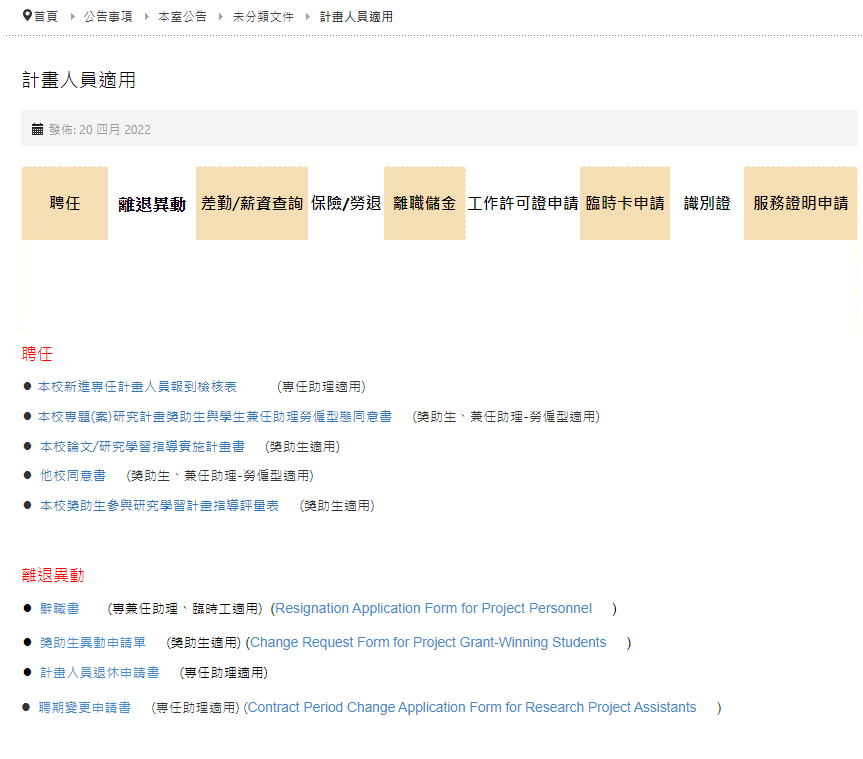 首頁 公告事項 本室公告 未分類文件 計畫人員適用
計畫人員適用
發佈: 20 四月 2022
聘任 離退異動 差勤/薪資查詢 保險/勞退 離職儲金 工作許可證申請 臨時卡申請 識別證 服務證明申請
聘任
● 本校新進專任計畫人員報到檢核表 (專任助理適用)
● 本校專題(案)研究計畫獎助生與學生兼任助理勞僱型態同意書 (獎助生、兼任助理-勞僱型適用)
● 本校論文/研究學習指導實施計畫書 (獎助生適用)
● 他校同意書 (獎助生、兼任助理-勞僱型適用)
● 本校獎助生參與研究學習計畫指導評量表 (獎助生適用)
離退異動
● 辭職書 (專兼任助理、臨時工適用) (Resignation Application Form for Project Personnel )
● 獎助生異動申請單 (獎助生適用) (Change Request Form for Project Grant-Winning Students )
● 計畫人員退休申請書 (專任助理適用)
● 聘期變更申請書 (專任助理適用) (Contract Period Change Application Form for Research Project Assistants )